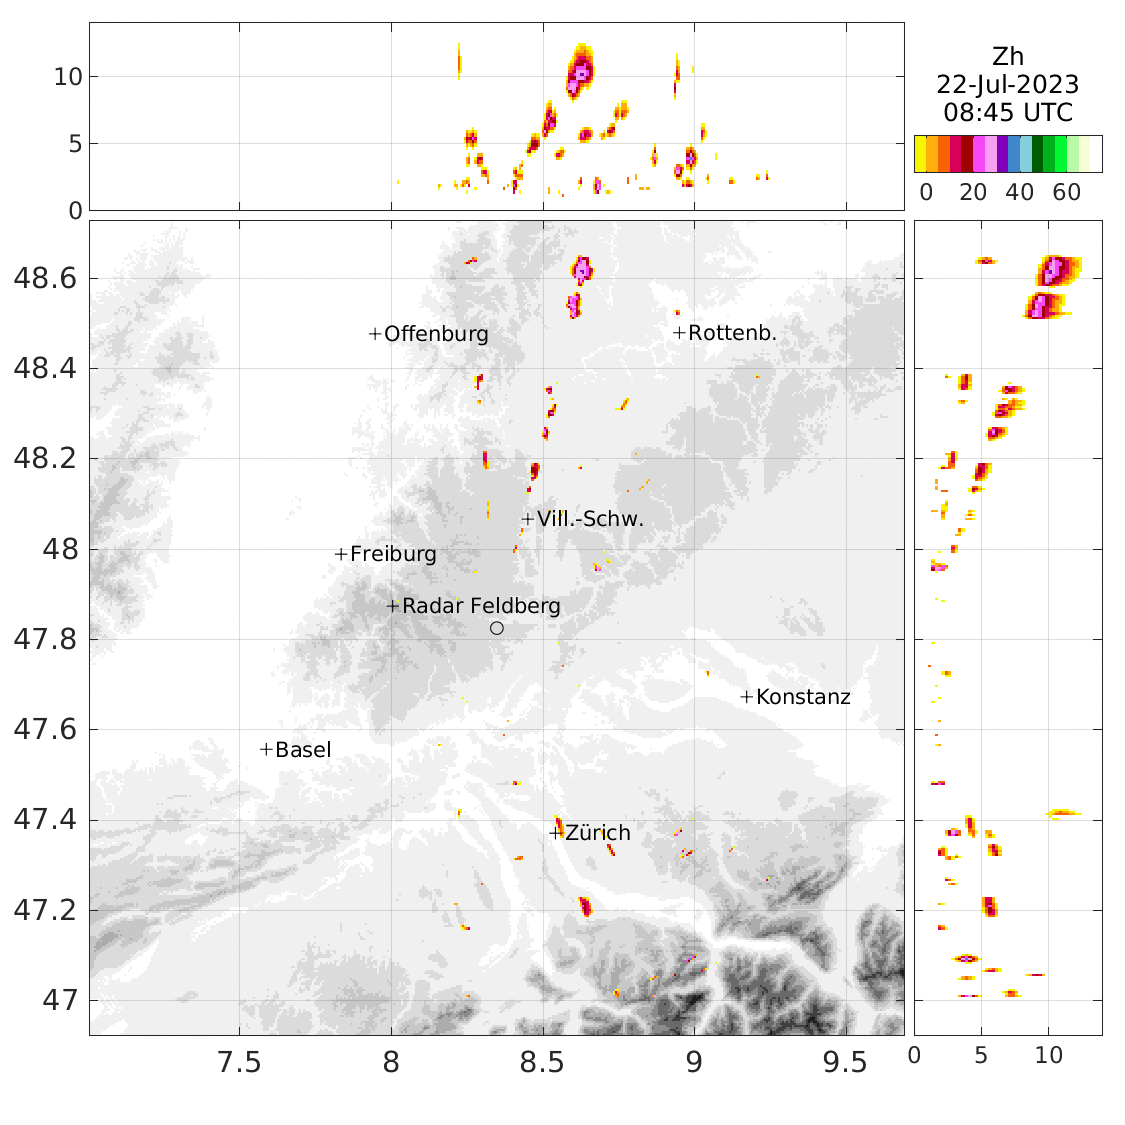 Zh
22-Jul-2023
08:45 UTC
0 20 40 60
10
5
0
48.6
48.4
48.2
48
47.8
47.6
47.4
47.2
47
Offenburg
Rottenb.
Vill.-Schw.
Freiburg
Radar Feldberg
Konstanz
Basel
Zürich
7.5 8 8.5 9 9.5
0 5 10